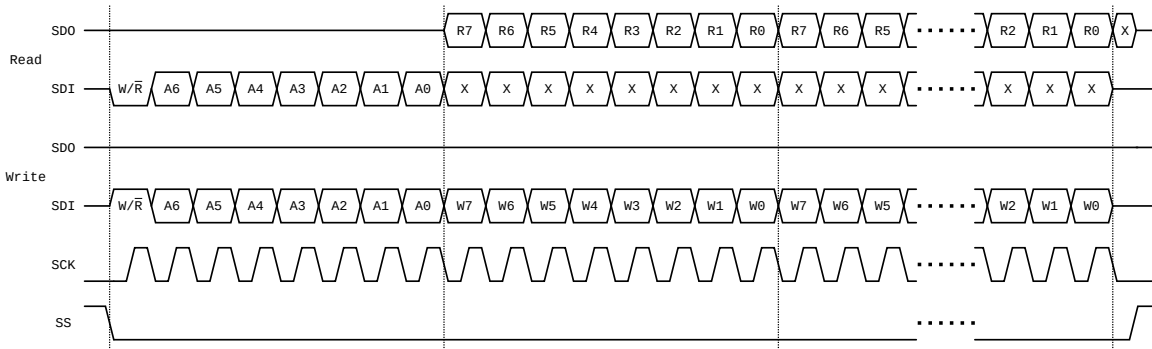 SDO R7 R6 R5 R4 R3 R2 R1 R0 R7 R6 R5 ...... R2 R1 R0 X
Read
SDI W/R̅ A6 A5 A4 A3 A2 A1 A0 X X X X X X X X X X X ...... X X X
SDO
Write
SDI W/R̅ A6 A5 A4 A3 A2 A1 A0 W7 W6 W5 W4 W3 W2 W1 W0 W7 W6 W5 ...... W2 W1 W0
SCK ......
SS ......